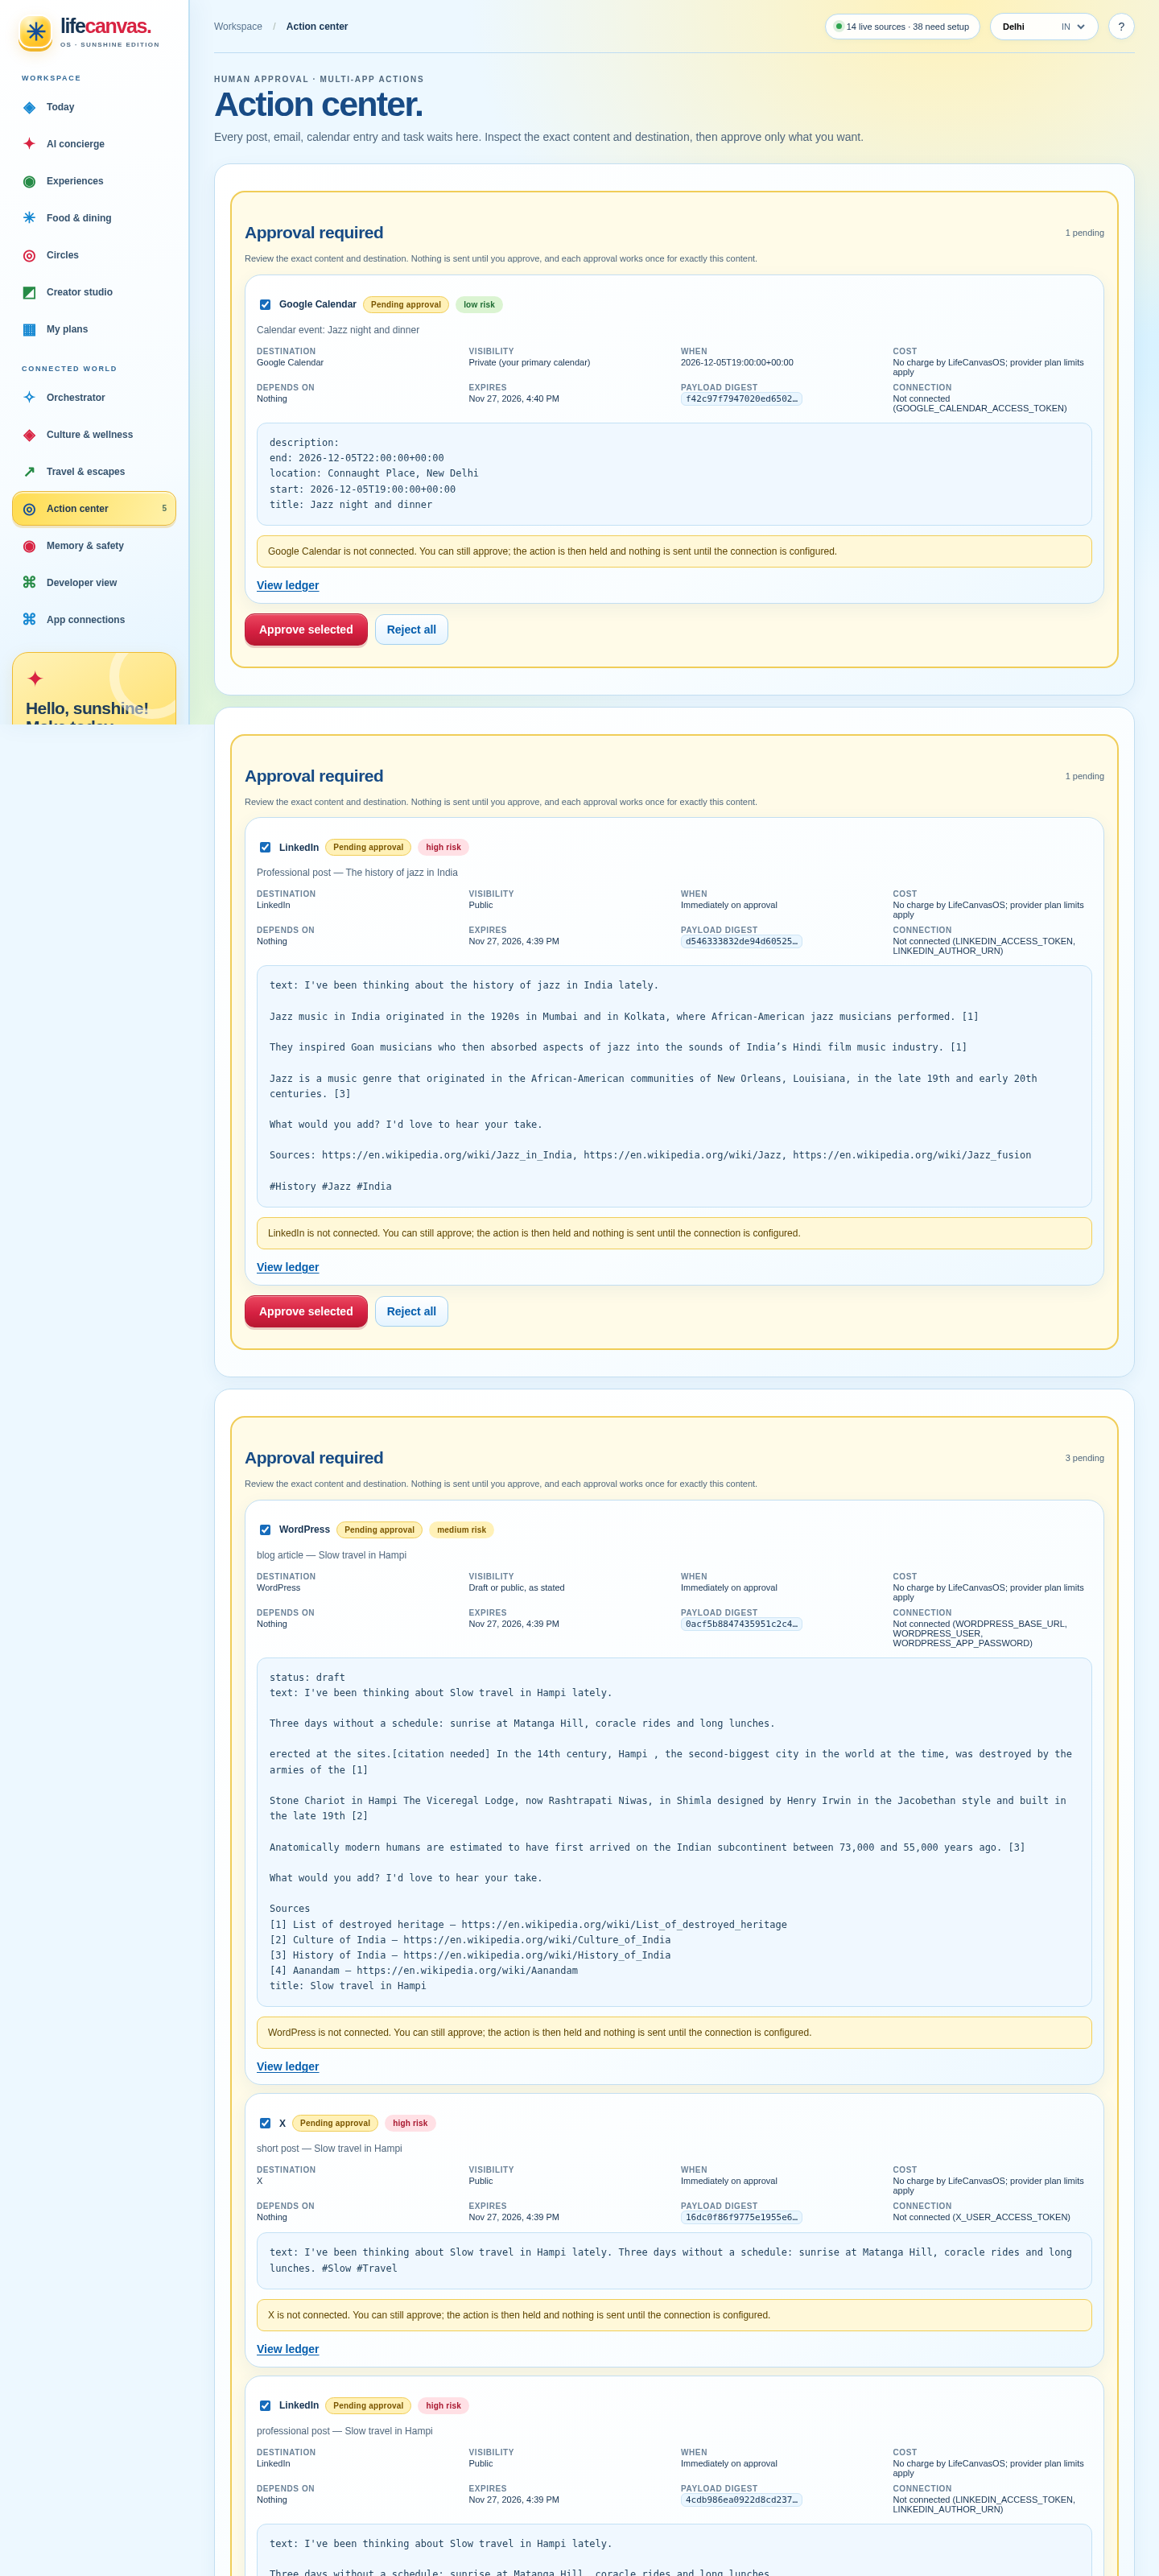 lifecanvas.
OS · SUNSHINE EDITION
WORKSPACE
Today
AI concierge
Experiences
Food & dining
Circles
Creator studio
My plans
CONNECTED WORLD
Orchestrator
Culture & wellness
Travel & escapes
Action center 5
Memory & safety
Developer view
App connections
Hello, sunshine!
Make today
Workspace / Action center
14 live sources · 38 need setup
Delhi IN
?
HUMAN APPROVAL · MULTI-APP ACTIONS
Action center.
Every post, email, calendar entry and task waits here. Inspect the exact content and destination, then approve only what you want.
Approval required 1 pending
Review the exact content and destination. Nothing is sent until you approve, and each approval works once for exactly this content.
Google Calendar Pending approval low risk
Calendar event: Jazz night and dinner
DESTINATION VISIBILITY WHEN COST
Google Calendar Private (your primary calendar) 2026-12-05T19:00:00+00:00 No charge by LifeCanvasOS; provider plan limits
apply
DEPENDS ON EXPIRES PAYLOAD DIGEST CONNECTION
Nothing Nov 27, 2026, 4:40 PM f42c97f7947020ed6502… Not connected
(GOOGLE_CALENDAR_ACCESS_TOKEN)
description:
end: 2026-12-05T22:00:00+00:00
location: Connaught Place, New Delhi
start: 2026-12-05T19:00:00+00:00
title: Jazz night and dinner
Google Calendar is not connected. You can still approve; the action is then held and nothing is sent until the connection is configured.
View ledger
Approve selected Reject all
Approval required 1 pending
Review the exact content and destination. Nothing is sent until you approve, and each approval works once for exactly this content.
LinkedIn Pending approval high risk
Professional post — The history of jazz in India
DESTINATION VISIBILITY WHEN COST
LinkedIn Public Immediately on approval No charge by LifeCanvasOS; provider plan limits
apply
DEPENDS ON EXPIRES PAYLOAD DIGEST CONNECTION
Nothing Nov 27, 2026, 4:39 PM d546333832de94d60525… Not connected (LINKEDIN_ACCESS_TOKEN,
LINKEDIN_AUTHOR_URN)
text: I've been thinking about the history of jazz in India lately.
Jazz music in India originated in the 1920s in Mumbai and in Kolkata, where African-American jazz musicians performed. [1]
They inspired Goan musicians who then absorbed aspects of jazz into the sounds of India’s Hindi film music industry. [1]
Jazz is a music genre that originated in the African-American communities of New Orleans, Louisiana, in the late 19th and early 20th
centuries. [3]
What would you add? I'd love to hear your take.
Sources: https://en.wikipedia.org/wiki/Jazz_in_India, https://en.wikipedia.org/wiki/Jazz, https://en.wikipedia.org/wiki/Jazz_fusion
#History #Jazz #India
LinkedIn is not connected. You can still approve; the action is then held and nothing is sent until the connection is configured.
View ledger
Approve selected Reject all
Approval required 3 pending
Review the exact content and destination. Nothing is sent until you approve, and each approval works once for exactly this content.
WordPress Pending approval medium risk
blog article — Slow travel in Hampi
DESTINATION VISIBILITY WHEN COST
WordPress Draft or public, as stated Immediately on approval No charge by LifeCanvasOS; provider plan limits
apply
DEPENDS ON EXPIRES PAYLOAD DIGEST CONNECTION
Nothing Nov 27, 2026, 4:39 PM 0acf5b8847435951c2c4… Not connected (WORDPRESS_BASE_URL,
WORDPRESS_USER,
WORDPRESS_APP_PASSWORD)
status: draft
text: I've been thinking about Slow travel in Hampi lately.
Three days without a schedule: sunrise at Matanga Hill, coracle rides and long lunches.
erected at the sites.[citation needed] In the 14th century, Hampi , the second-biggest city in the world at the time, was destroyed by the
armies of the [1]
Stone Chariot in Hampi The Viceregal Lodge, now Rashtrapati Niwas, in Shimla designed by Henry Irwin in the Jacobethan style and built in
the late 19th [2]
Anatomically modern humans are estimated to have first arrived on the Indian subcontinent between 73,000 and 55,000 years ago. [3]
What would you add? I'd love to hear your take.
Sources
[1] List of destroyed heritage — https://en.wikipedia.org/wiki/List_of_destroyed_heritage
[2] Culture of India — https://en.wikipedia.org/wiki/Culture_of_India
[3] History of India — https://en.wikipedia.org/wiki/History_of_India
[4] Aanandam — https://en.wikipedia.org/wiki/Aanandam
title: Slow travel in Hampi
WordPress is not connected. You can still approve; the action is then held and nothing is sent until the connection is configured.
View ledger
X Pending approval high risk
short post — Slow travel in Hampi
DESTINATION VISIBILITY WHEN COST
X Public Immediately on approval No charge by LifeCanvasOS; provider plan limits
apply
DEPENDS ON EXPIRES PAYLOAD DIGEST CONNECTION
Nothing Nov 27, 2026, 4:39 PM 16dc0f86f9775e1955e6… Not connected (X_USER_ACCESS_TOKEN)
text: I've been thinking about Slow travel in Hampi lately. Three days without a schedule: sunrise at Matanga Hill, coracle rides and long
lunches. #Slow #Travel
X is not connected. You can still approve; the action is then held and nothing is sent until the connection is configured.
View ledger
LinkedIn Pending approval high risk
professional post — Slow travel in Hampi
DESTINATION VISIBILITY WHEN COST
LinkedIn Public Immediately on approval No charge by LifeCanvasOS; provider plan limits
apply
DEPENDS ON EXPIRES PAYLOAD DIGEST CONNECTION
Nothing Nov 27, 2026, 4:39 PM 4cdb986ea0922d8cd237… Not connected (LINKEDIN_ACCESS_TOKEN,
LINKEDIN_AUTHOR_URN)
text: I've been thinking about Slow travel in Hampi lately.
Three days without a schedule: sunrise at Matanga Hill, coracle rides and long lunches.